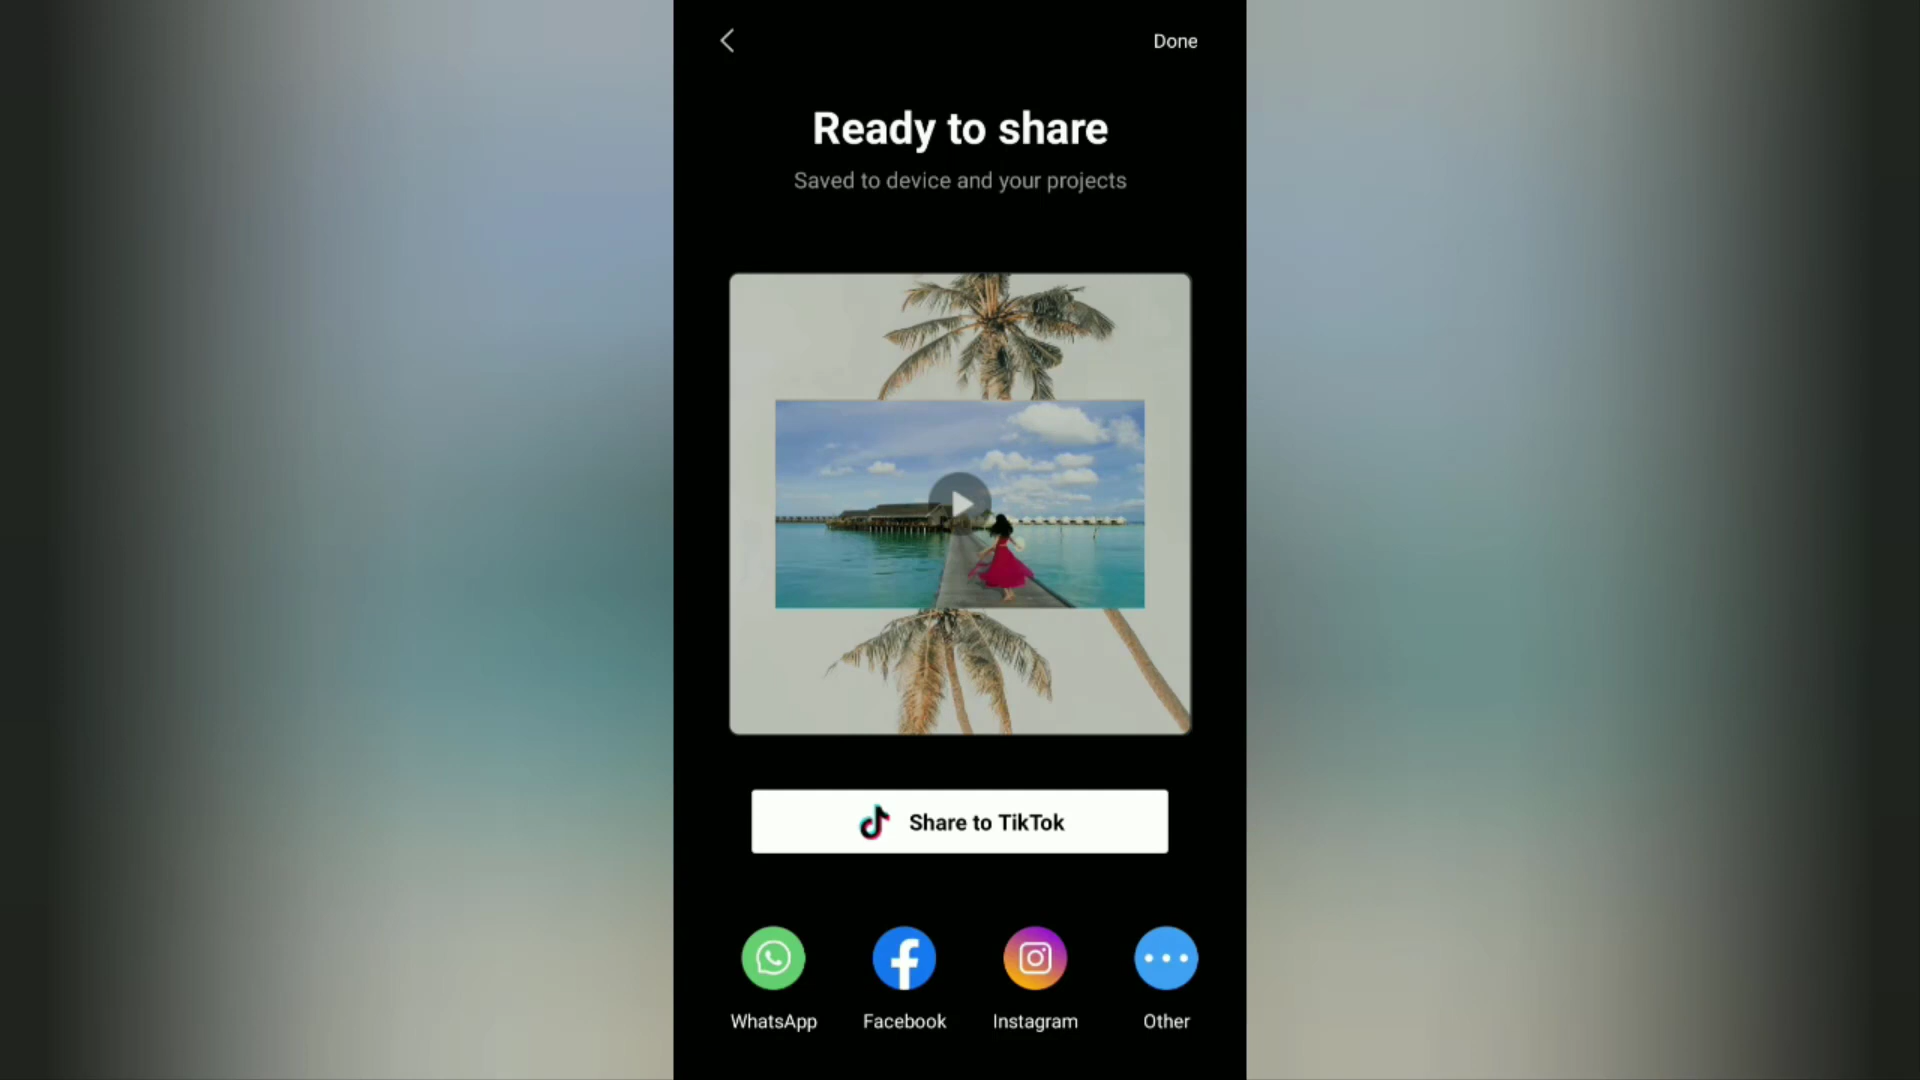 Done
Ready to share
Saved to device and your projects
Share to TikTok
WhatsApp
Facebook
Instagram
Other